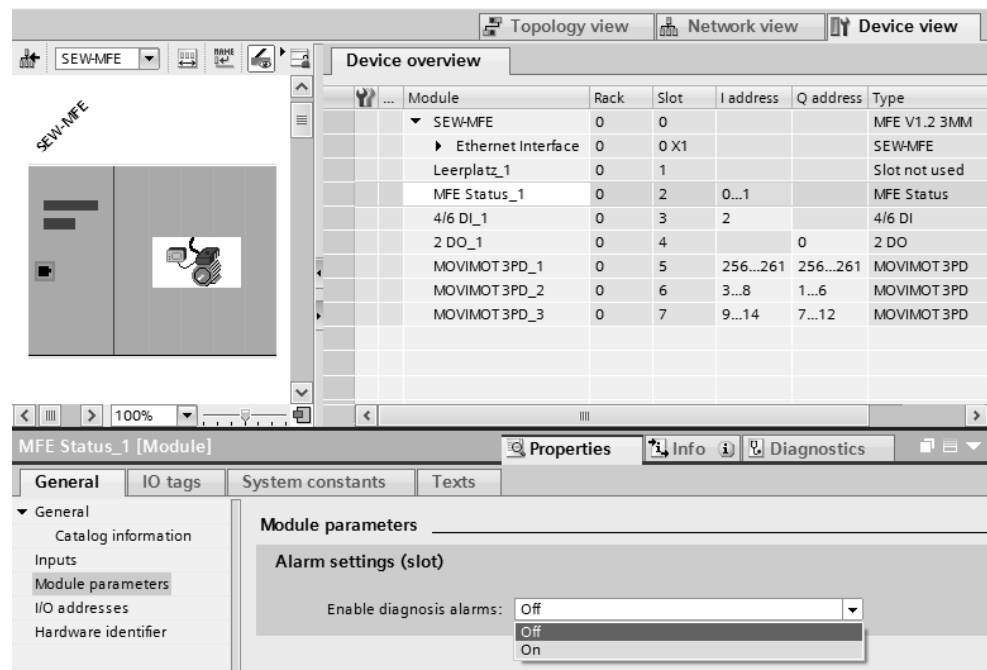 Topology view Network view Device view
SEW-MFE
NAME
Device overview
SEW-MFE
... Module Rack Slot I address Q address Type
SEW-MFE 0 0 MFE V1.2 3MM
Ethernet Interface 0 0 X1 SEW-MFE
Leerplatz_1 0 1 Slot not used
MFE Status_1 0 2 0...1 MFE Status
4/6 DI_1 0 3 2 4/6 DI
2 DO_1 0 4 0 2 DO
MOVIMOT 3PD_1 0 5 256...261 256...261 MOVIMOT 3PD
MOVIMOT 3PD_2 0 6 3...8 1...6 MOVIMOT 3PD
MOVIMOT 3PD_3 0 7 9...14 7...12 MOVIMOT 3PD
100%
MFE Status_1 [Module] Properties Info Diagnostics
General IO tags System constants Texts
General
Catalog information
Inputs
Module parameters
I/O addresses
Hardware identifier
Module parameters
Alarm settings (slot)
Enable diagnosis alarms: Off
Off
On